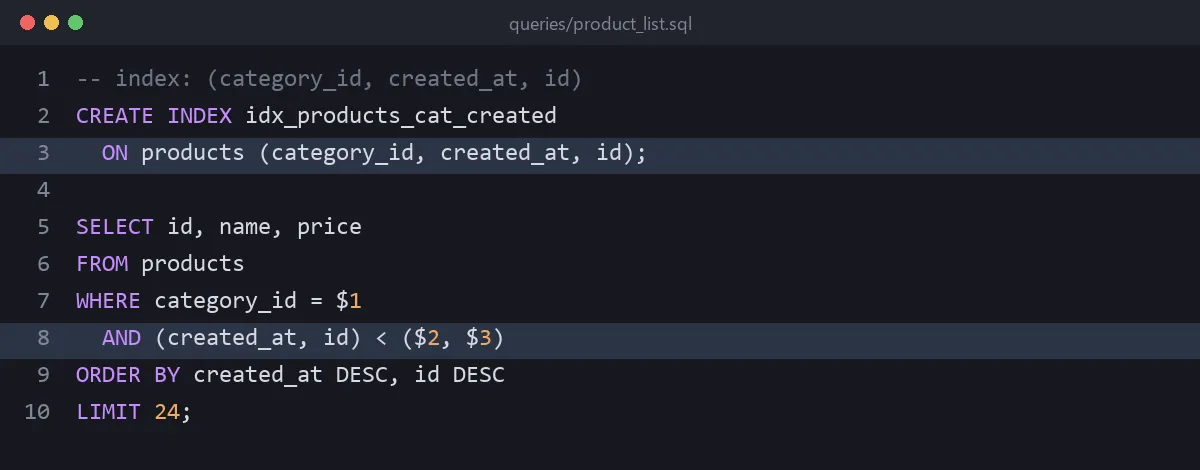 queries/product_list.sql
1 -- index: (category_id, created_at, id)
2 CREATE INDEX idx_products_cat_created
3 ON products (category_id, created_at, id);
4
5 SELECT id, name, price
6 FROM products
7 WHERE category_id = $1
8 AND (created_at, id) < ($2, $3)
9 ORDER BY created_at DESC, id DESC
10 LIMIT 24;